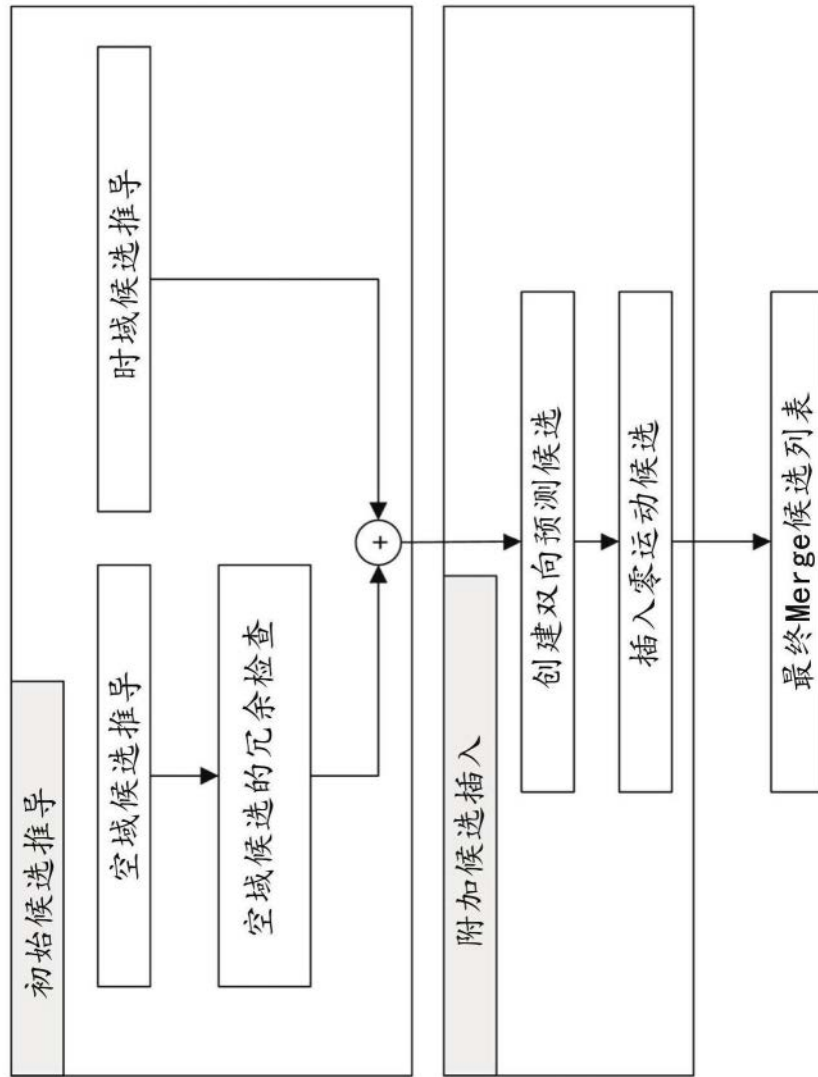 初始候选推导
空域候选推导
时域候选推导
空域候选的冗余检查
+
附加候选插入
创建双向预测候选
插入零运动候选
最终Merge候选列表